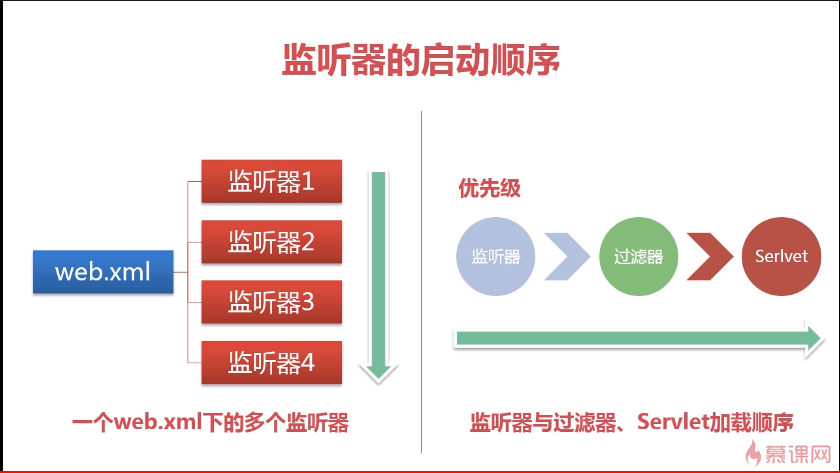 监听器的启动顺序
web.xml
监听器1
监听器2
监听器3
监听器4
一个web.xml下的多个监听器
优先级
监听器
过滤器
Serlvet
监听器与过滤器、Servlet加载顺序
慕课网